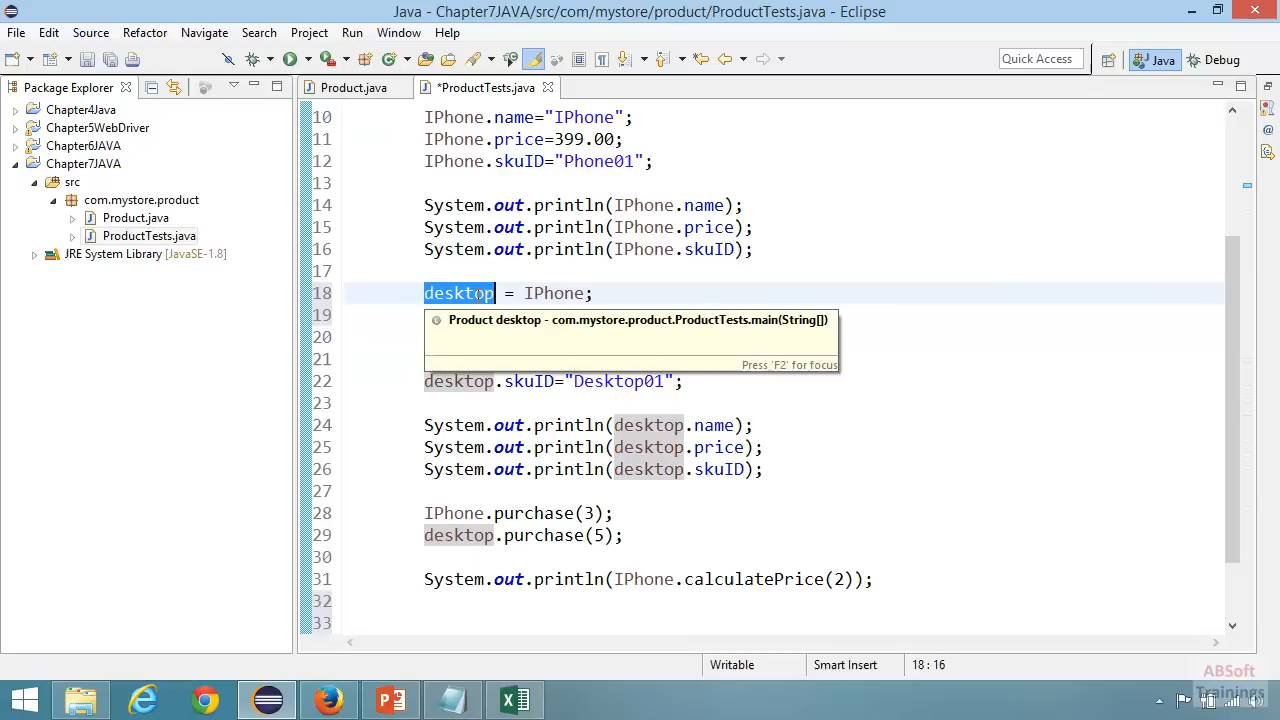 Java - Chapter7JAVA/src/com/mystore/product/ProductTests.java - Eclipse
File Edit Source Refactor Navigate Search Project Run Window Help
Quick Access Java Debug
Package Explorer Product.java *ProductTests.java
Chapter4Java
Chapter5WebDriver
Chapter6JAVA
Chapter7JAVA
src
com.mystore.product
Product.java
ProductTests.java
JRE System Library [JavaSE-1.8]
10 IPhone.name="IPhone";
11 IPhone.price=399.00;
12 IPhone.skuID="Phone01";
13
14 System.out.println(IPhone.name);
15 System.out.println(IPhone.price);
16 System.out.println(IPhone.skuID);
17
18 desktop = IPhone;
19
Product desktop - com.mystore.product.ProductTests.main(String[])
20
21
Press 'F2' for focus
22 desktop.skuID="Desktop01";
23
24 System.out.println(desktop.name);
25 System.out.println(desktop.price);
26 System.out.println(desktop.skuID);
27
28 IPhone.purchase(3);
29 desktop.purchase(5);
30
31 System.out.println(IPhone.calculatePrice(2));
32
33
Writable Smart Insert 18 : 16
ABSoft
Trainings